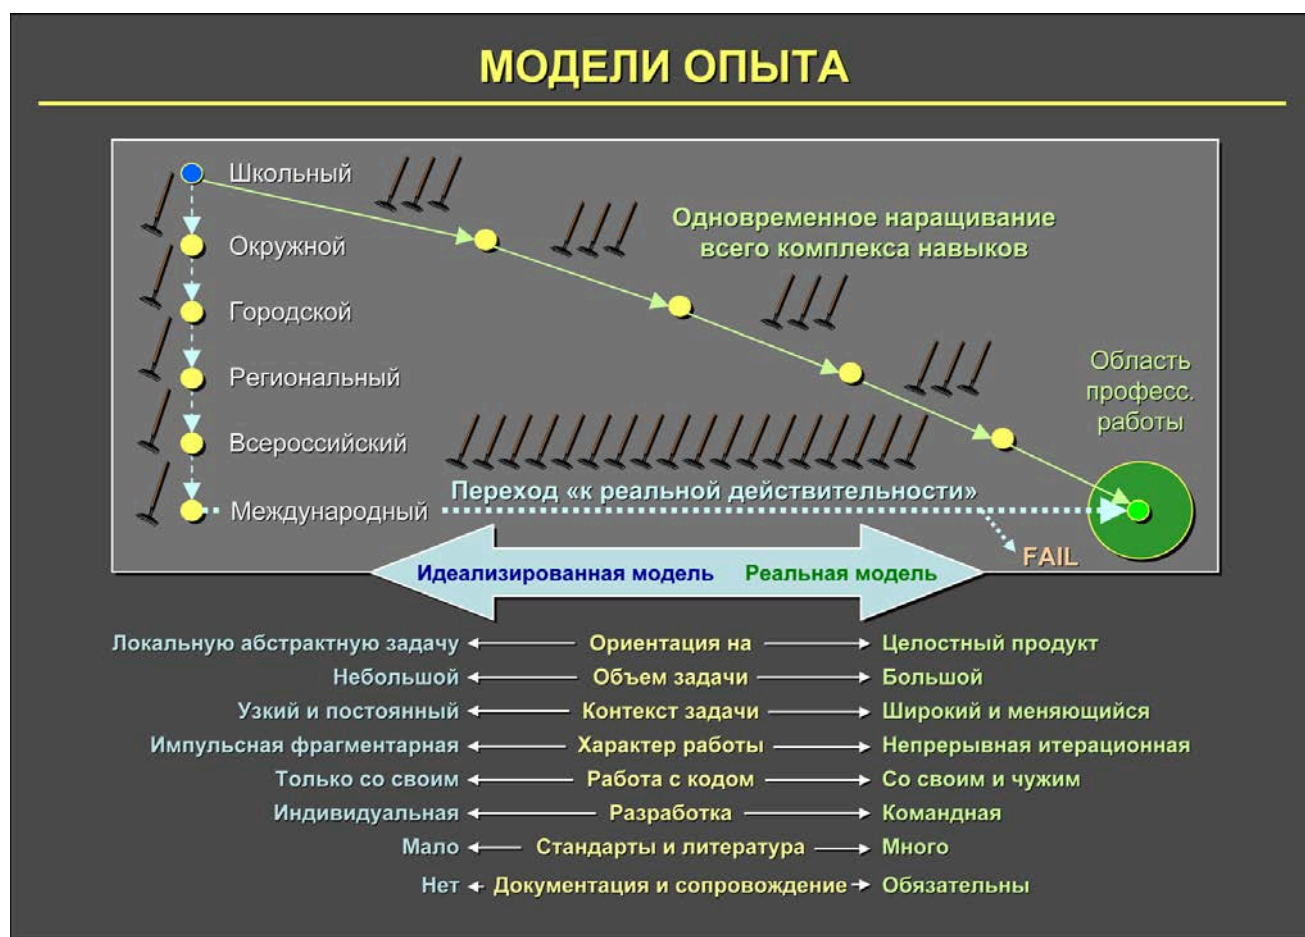 МОДЕЛИ ОПЫТА
Школьный
Окружной
Городской
Региональный
Всероссийский
Международный
Одновременное наращивание
всего комплекса навыков
Область
професс.
работы
Переход «к реальной действительности»
FAIL
Идеализированная модель Реальная модель
Локальную абстрактную задачу Ориентация на Целостный продукт
Небольшой Объем задачи Большой
Узкий и постоянный Контекст задачи Широкий и меняющийся
Импульсная фрагментарная Характер работы Непрерывная итерационная
Только со своим Работа с кодом Со своим и чужим
Индивидуальная Разработка Командная
Мало Стандарты и литература Много
Нет Документация и сопровождение Обязательны